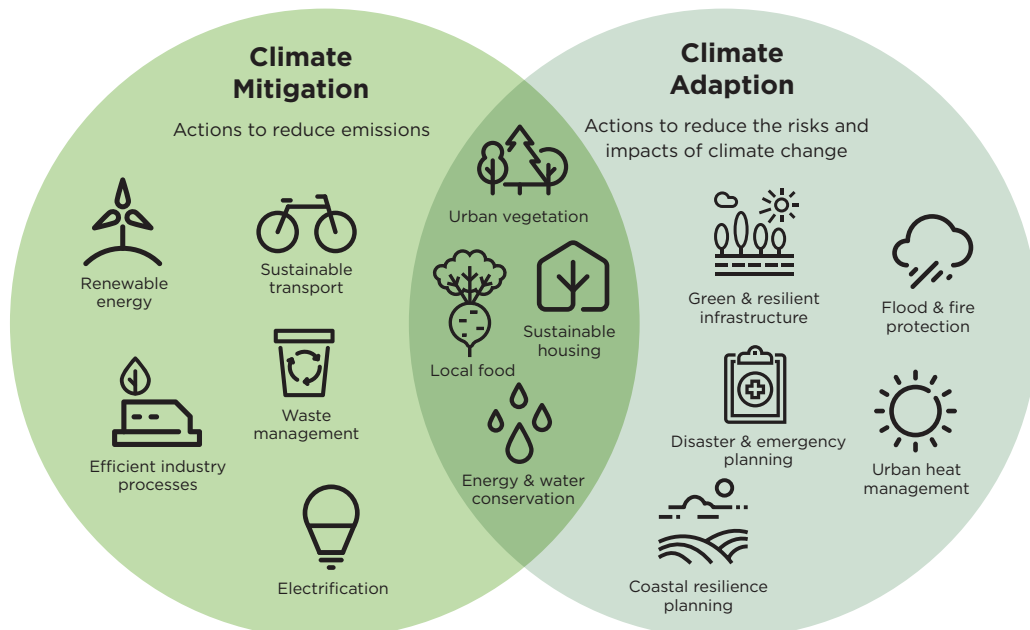 Climate
Mitigation
Actions to reduce emissions
Renewable
energy
Sustainable
transport
Efficient industry
processes
Waste
management
Electrification
Urban vegetation
Local food
Sustainable
housing
Energy & water
conservation
Climate
Adaption
Actions to reduce the risks and
impacts of climate change
Green & resilient
infrastructure
Flood & fire
protection
Disaster & emergency
planning
Urban heat
management
Coastal resilience
planning